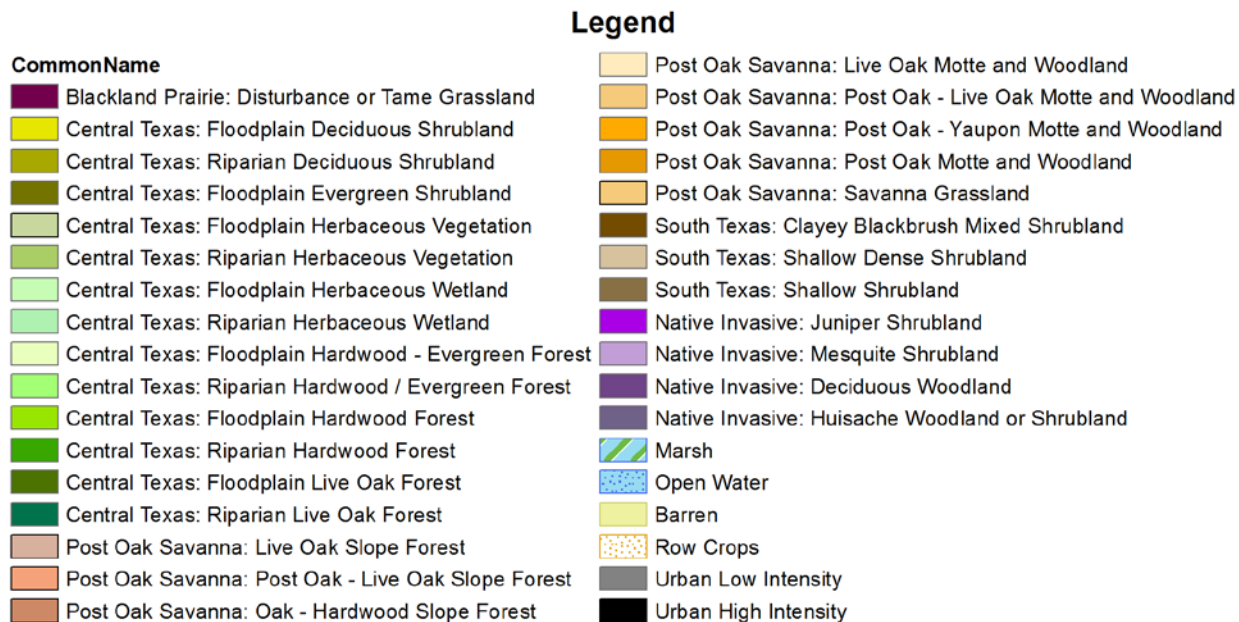 Legend
CommonName
Blackland Prairie: Disturbance or Tame Grassland
Central Texas: Floodplain Deciduous Shrubland
Central Texas: Riparian Deciduous Shrubland
Central Texas: Floodplain Evergreen Shrubland
Central Texas: Floodplain Herbaceous Vegetation
Central Texas: Riparian Herbaceous Vegetation
Central Texas: Floodplain Herbaceous Wetland
Central Texas: Riparian Herbaceous Wetland
Central Texas: Floodplain Hardwood - Evergreen Forest
Central Texas: Riparian Hardwood / Evergreen Forest
Central Texas: Floodplain Hardwood Forest
Central Texas: Riparian Hardwood Forest
Central Texas: Floodplain Live Oak Forest
Central Texas: Riparian Live Oak Forest
Post Oak Savanna: Live Oak Slope Forest
Post Oak Savanna: Post Oak - Live Oak Slope Forest
Post Oak Savanna: Oak - Hardwood Slope Forest
Post Oak Savanna: Live Oak Motte and Woodland
Post Oak Savanna: Post Oak - Live Oak Motte and Woodland
Post Oak Savanna: Post Oak - Yaupon Motte and Woodland
Post Oak Savanna: Post Oak Motte and Woodland
Post Oak Savanna: Savanna Grassland
South Texas: Clayey Blackbrush Mixed Shrubland
South Texas: Shallow Dense Shrubland
South Texas: Shallow Shrubland
Native Invasive: Juniper Shrubland
Native Invasive: Mesquite Shrubland
Native Invasive: Deciduous Woodland
Native Invasive: Huisache Woodland or Shrubland
Marsh
Open Water
Barren
Row Crops
Urban Low Intensity
Urban High Intensity